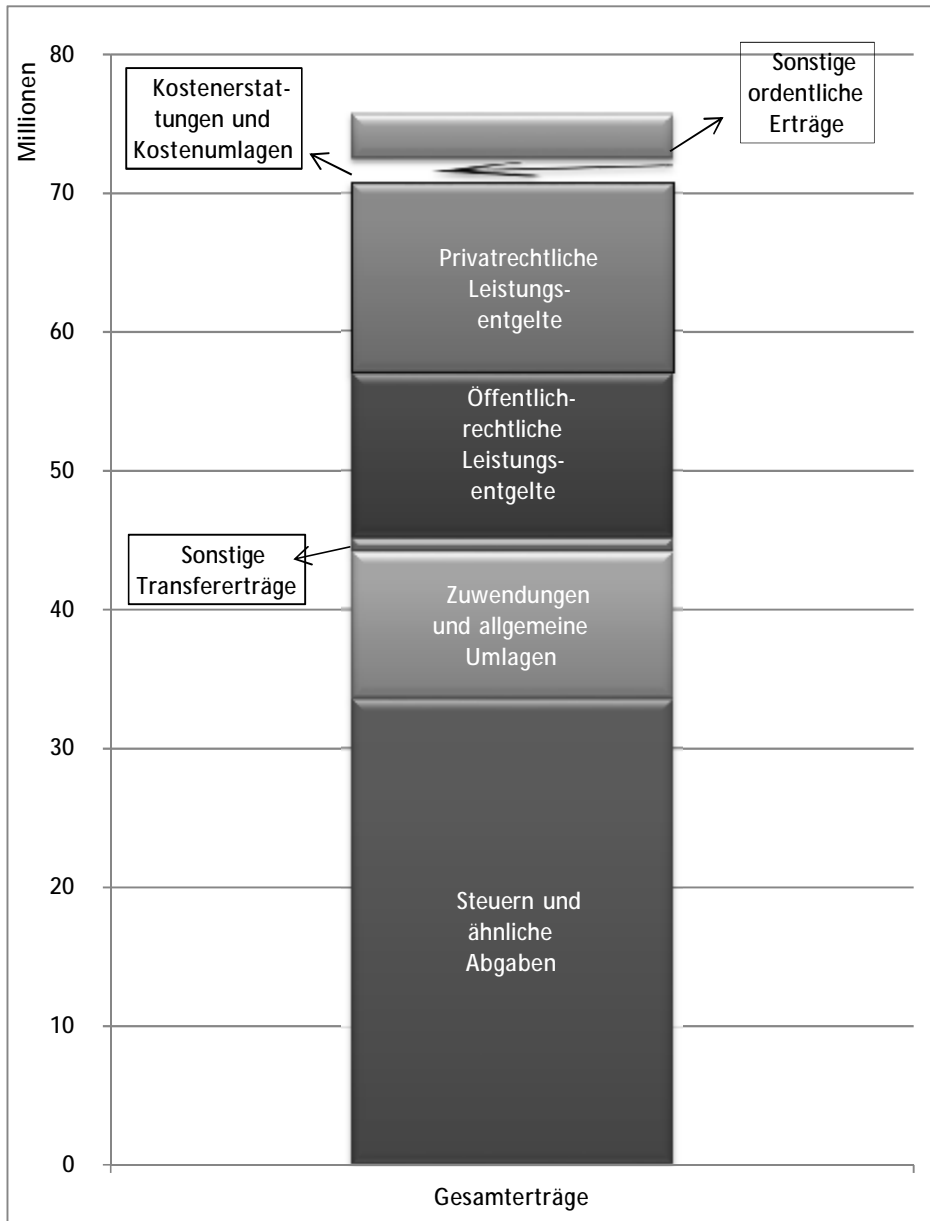 Millionen
80
70
60
50
40
30
20
10
0
Kostenerstat-
tungen und
Kostenumlagen
Sonstige
ordentliche
Erträge
Privatrechtliche
Leistungs-
entgelte
Öffentlich-
rechtliche
Leistungs-
entgelte
Sonstige
Transfererträge
Zuwendungen
und allgemeine
Umlagen
Steuern und
ähnliche
Abgaben
Gesamterträge